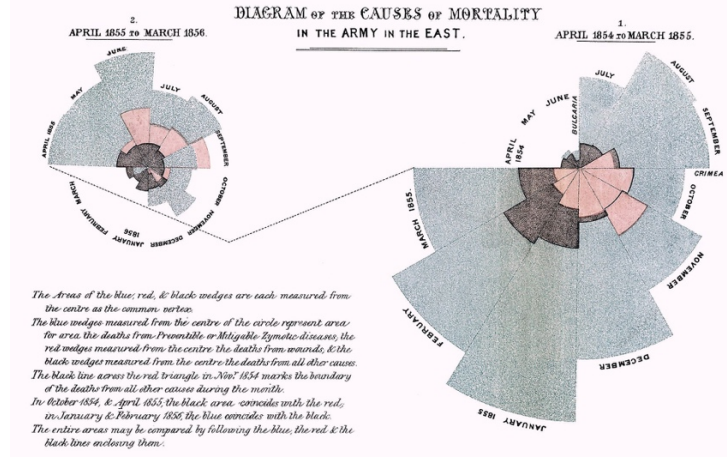 DIAGRAM OF THE CAUSES OF MORTALITY
IN THE ARMY IN THE EAST.
2.
APRIL 1855 TO MARCH 1856.
1.
APRIL 1854 TO MARCH 1855.
APRIL 1855
MAY
JUNE
JULY
AUGUST
SEPTEMBER
OCTOBER
NOVEMBER
DECEMBER
JANUARY
1856
FEBRUARY
MARCH
APRIL
1854
MAY
JUNE
BULGARIA
JULY
AUGUST
SEPTEMBER
CRIMEA
OCTOBER
NOVEMBER
DECEMBER
JANUARY 1855
FEBRUARY
MARCH 1855.
The Areas of the blue, red, & black wedges are each measured from
the centre as the common vertex.
The blue wedges measured from the centre of the circle represent area
for area the deaths from Preventible or Mitigable Zymotic diseases, the
red wedges measured from the centre the deaths from wounds, & the
black wedges measured from the centre the deaths from all other causes.
The black line across the red triangle in Novr. 1854 marks the boundary
of the deaths from all other causes during the month.
In October 1854, & April 1855, the black area coincides with the red,
in January & February 1856, the blue coincides with the black.
The entire areas may be compared by following the blue, the red & the
black lines enclosing them.